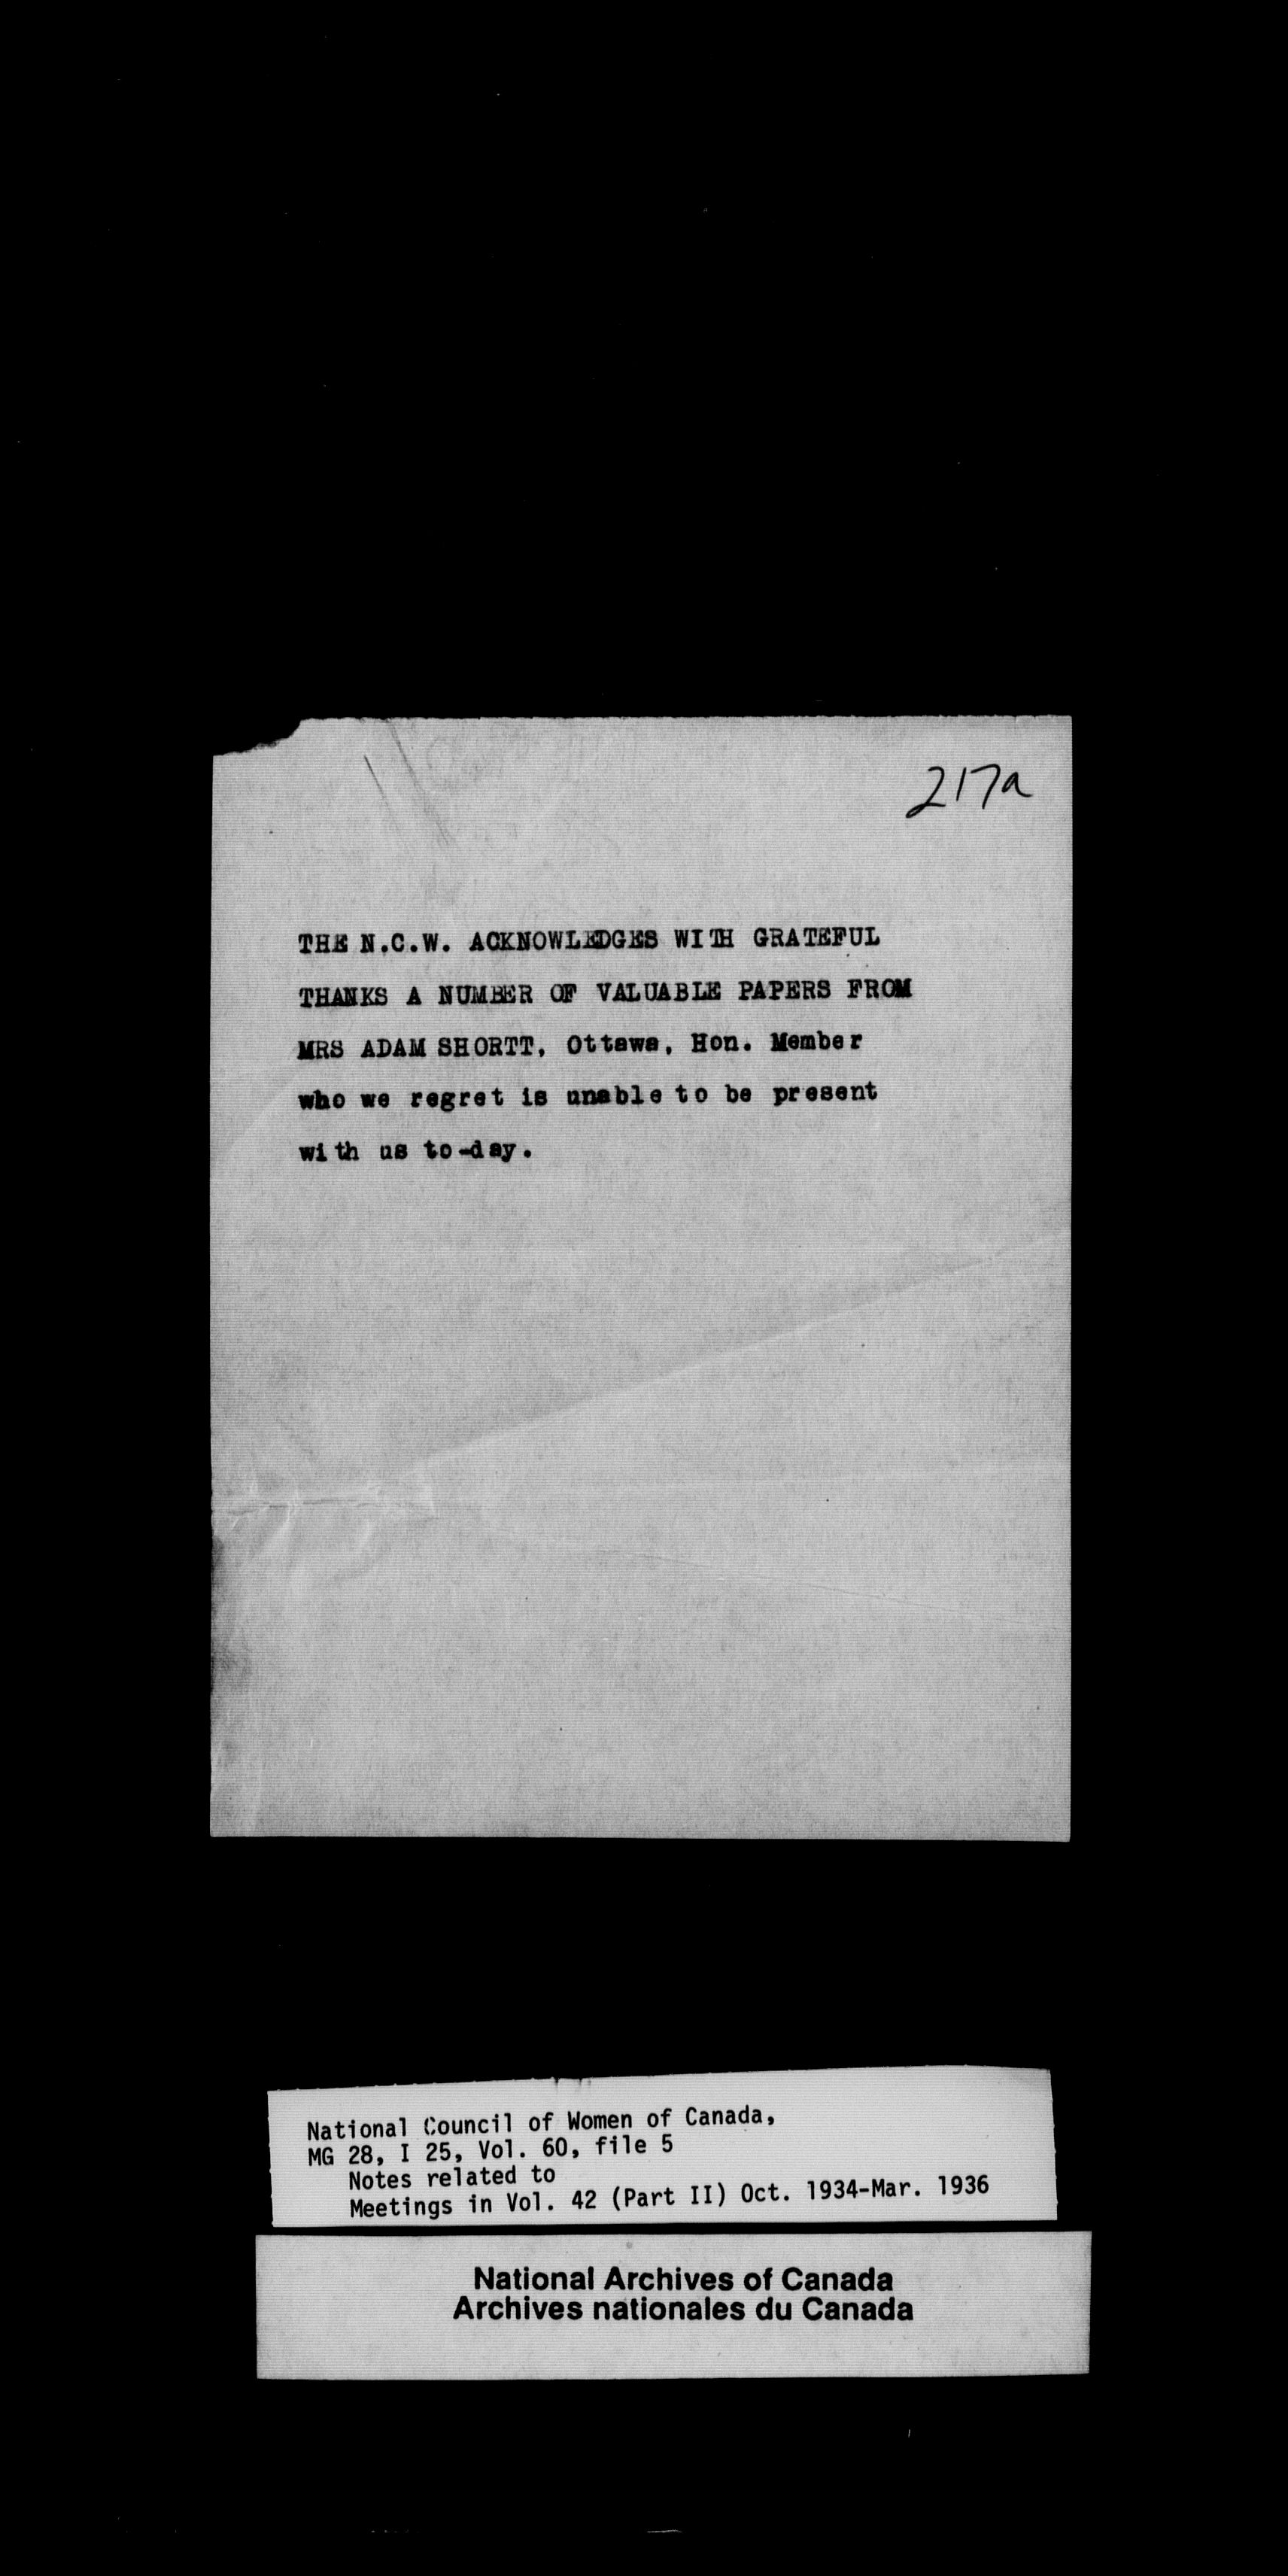 217a
THE N.C.W. ACKNOWLEDGES WITH GRATEFUL
THANKS A NUMBER OF VALUABLE PAPERS FROM
MRS ADAM SHORTT, Ottawa, Hon. Member
who we regret is unable to be present
with us to-day.
National Council of Women of Canada,
MG 28, I 25, Vol. 60, file 5
Notes related to
Meetings in Vol. 42 (Part II) Oct. 1934-Mar. 1936
National Archives of Canada
Archives nationales du Canada